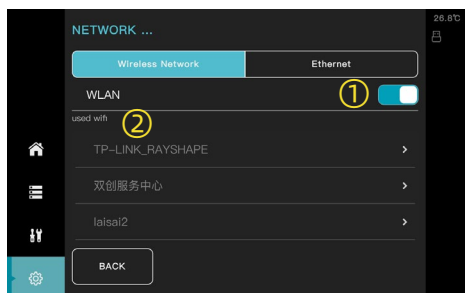 26.8℃
NETWORK ...
Wireless Network
Ethernet
WLAN
①
used wifi
②
TP-LINK_RAYSHAPE
双创服务中心
laisai2
BACK